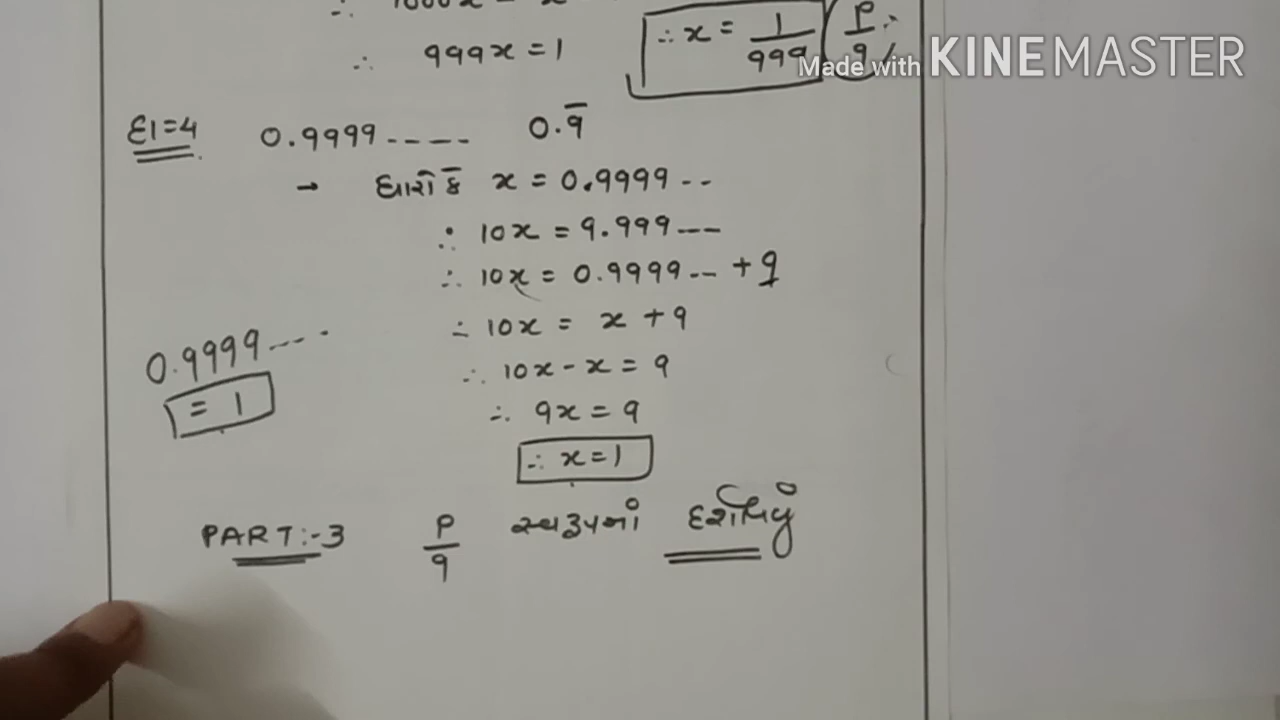 ∴ 1000x - x
∴ 999x = 1
∴ x = 1/999 (P/q)
Made with KINEMASTER
દા=4 0.9999----- 0.9̅
→ ધારો કે x = 0.9999--
∴ 10x = 9.999---
∴ 10x = 0.9999-- + 9
∴ 10x = x + 9
∴ 10x - x = 9
∴ 9x = 9
∴ x = 1
0.9999---.
= 1
PART:-3 P/q સ્વરૂપમાં દર્શાવવું